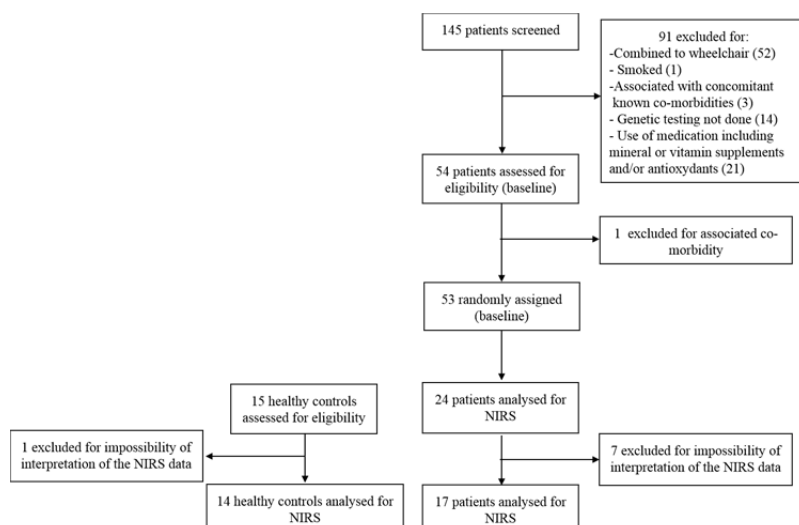 145 patients screened
91 excluded for:
-Combined to wheelchair (52)
- Smoked (1)
-Associated with concomitant
known co-morbidities (3)
- Genetic testing not done (14)
- Use of medication including
mineral or vitamin supplements
and/or antioxydants (21)
54 patients assessed for
eligibility (baseline)
1 excluded for associated co-
morbidity
53 randomly assigned
(baseline)
15 healthy controls
assessed for eligibility
24 patients analysed for
NIRS
1 excluded for impossibility of
interpretation of the NIRS data
7 excluded for impossibility of
interpretation of the NIRS data
14 healthy controls analysed for
NIRS
17 patients analysed for
NIRS